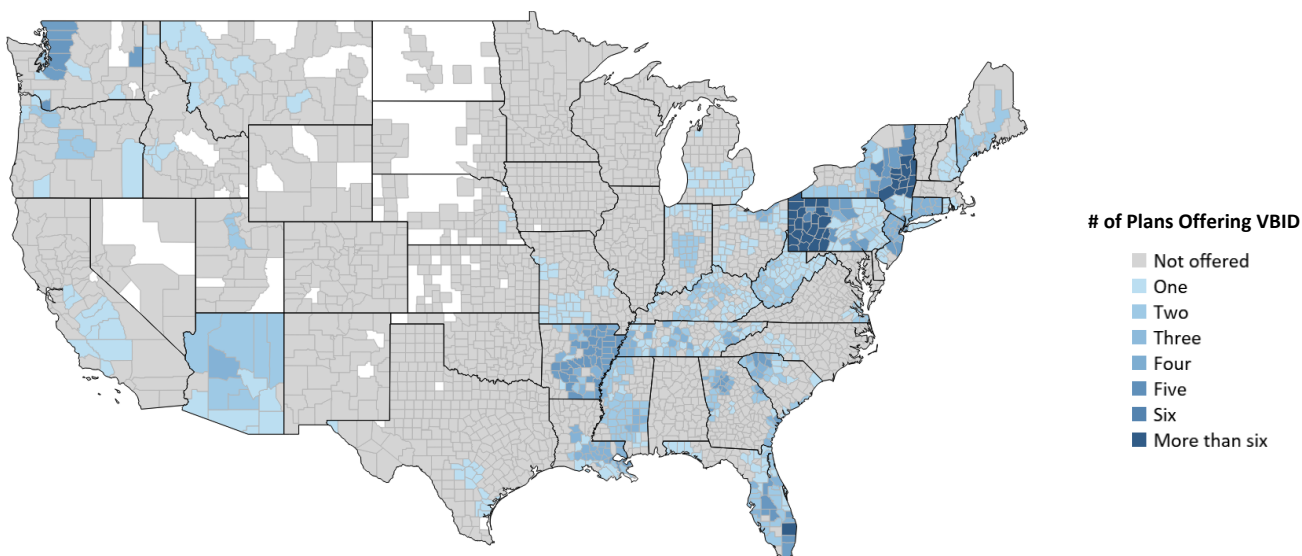 # of Plans Offering VBID
Not offered
One
Two
Three
Four
Five
Six
More than six